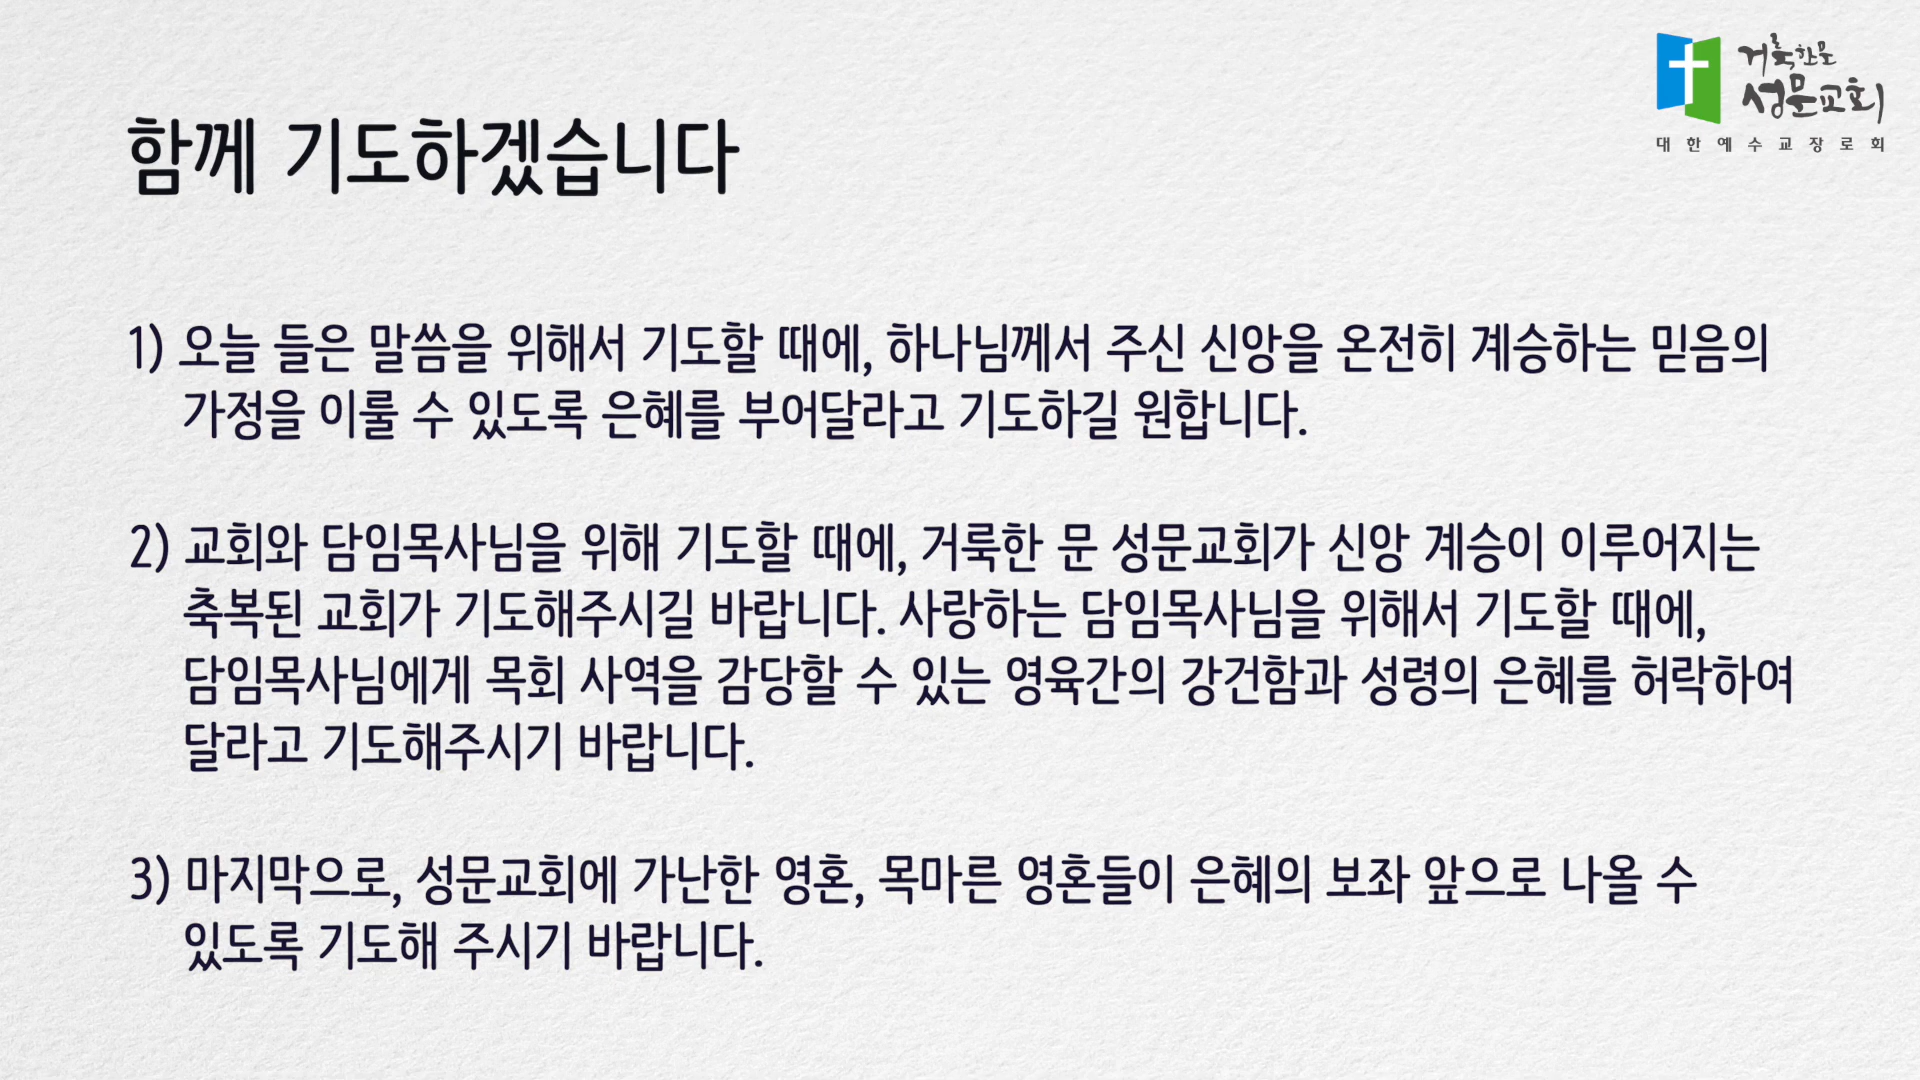 거룩한문
성문교회
대한예수교장로회
함께 기도하겠습니다
1) 오늘 들은 말씀을 위해서 기도할 때에, 하나님께서 주신 신앙을 온전히 계승하는 믿음의
가정을 이룰 수 있도록 은혜를 부어달라고 기도하길 원합니다.
2) 교회와 담임목사님을 위해 기도할 때에, 거룩한 문 성문교회가 신앙 계승이 이루어지는
축복된 교회가 기도해주시길 바랍니다. 사랑하는 담임목사님을 위해서 기도할 때에,
담임목사님에게 목회 사역을 감당할 수 있는 영육간의 강건함과 성령의 은혜를 허락하여
달라고 기도해주시기 바랍니다.
3) 마지막으로, 성문교회에 가난한 영혼, 목마른 영혼들이 은혜의 보좌 앞으로 나올 수
있도록 기도해 주시기 바랍니다.